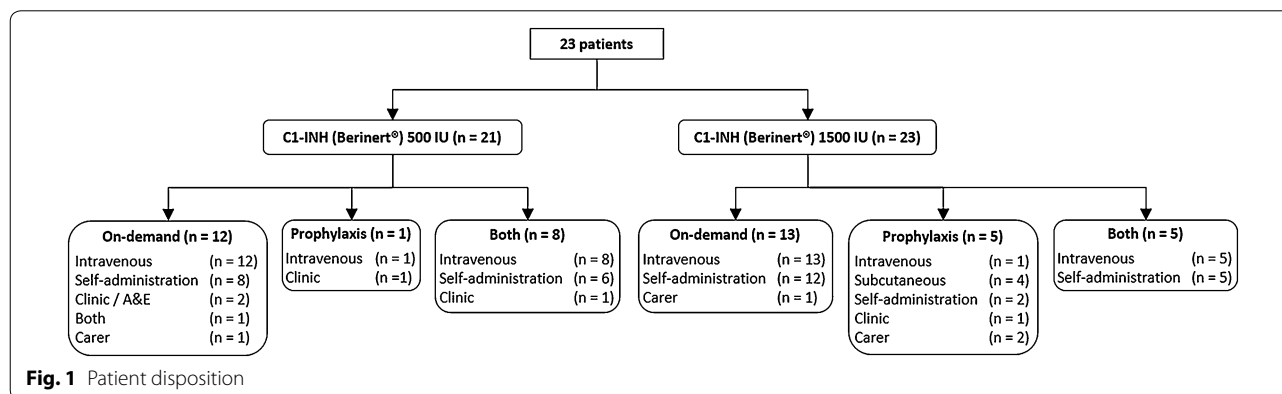 23 patients
C1-INH (Berinert®) 500 IU (n = 21)
C1-INH (Berinert®) 1500 IU (n = 23)
On-demand (n = 12)
Intravenous (n = 12)
Self-administration (n = 8)
Clinic / A&E (n = 2)
Both (n = 1)
Carer (n = 1)
Prophylaxis (n = 1)
Intravenous (n = 1)
Clinic (n =1)
Both (n = 8)
Intravenous (n = 8)
Self-administration (n = 6)
Clinic (n = 1)
On-demand (n = 13)
Intravenous (n = 13)
Self-administration (n = 12)
Carer (n = 1)
Prophylaxis (n = 5)
Intravenous (n = 1)
Subcutaneous (n = 4)
Self-administration (n = 2)
Clinic (n = 1)
Carer (n = 2)
Both (n = 5)
Intravenous (n = 5)
Self-administration (n = 5)
Fig. 1 Patient disposition